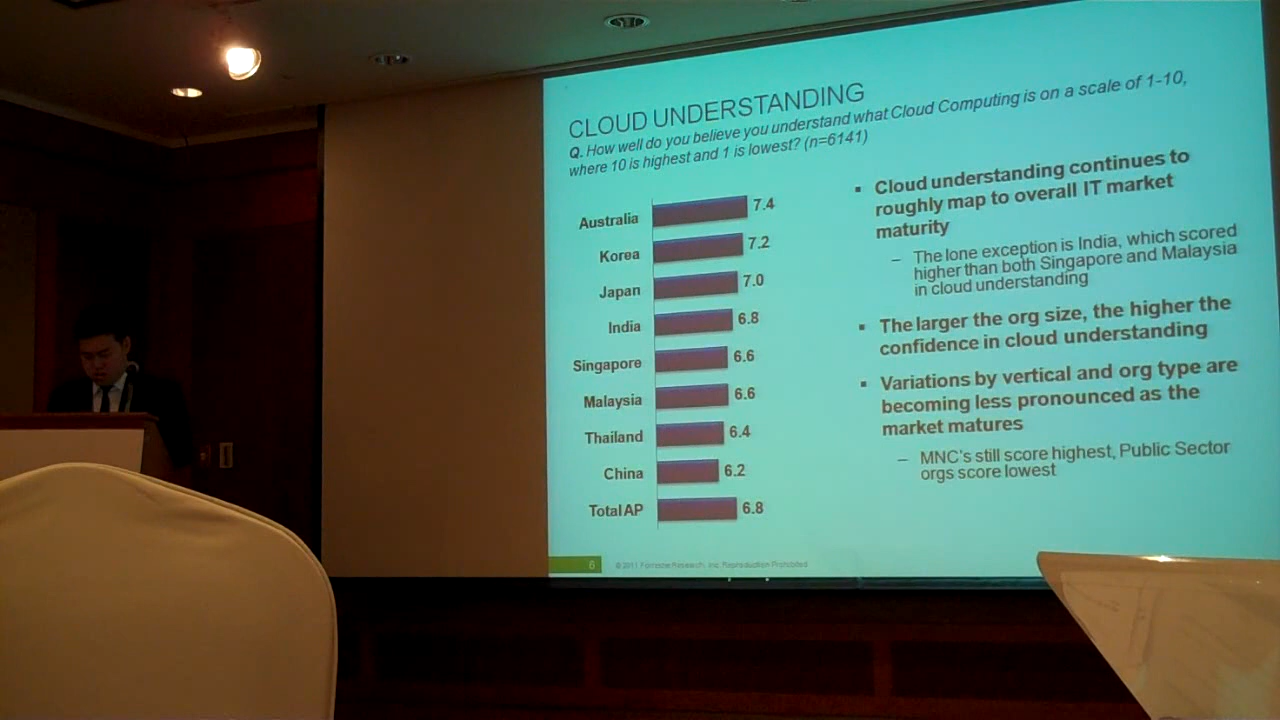 CLOUD UNDERSTANDING
Q. How well do you believe you understand what Cloud Computing is on a scale of 1-10,
where 10 is highest and 1 is lowest? (n=6141)
Australia 7.4
Korea 7.2
Japan 7.0
India 6.8
Singapore 6.6
Malaysia 6.6
Thailand 6.4
China 6.2
Total AP 6.8
▪ Cloud understanding continues to
roughly map to overall IT market
maturity
– The lone exception is India, which scored
higher than both Singapore and Malaysia
in cloud understanding
▪ The larger the org size, the higher the
confidence in cloud understanding
▪ Variations by vertical and org type are
becoming less pronounced as the
market matures
– MNC's still score highest, Public Sector
orgs score lowest
6 © 2011 Forrester Research, Inc. Reproduction Prohibited